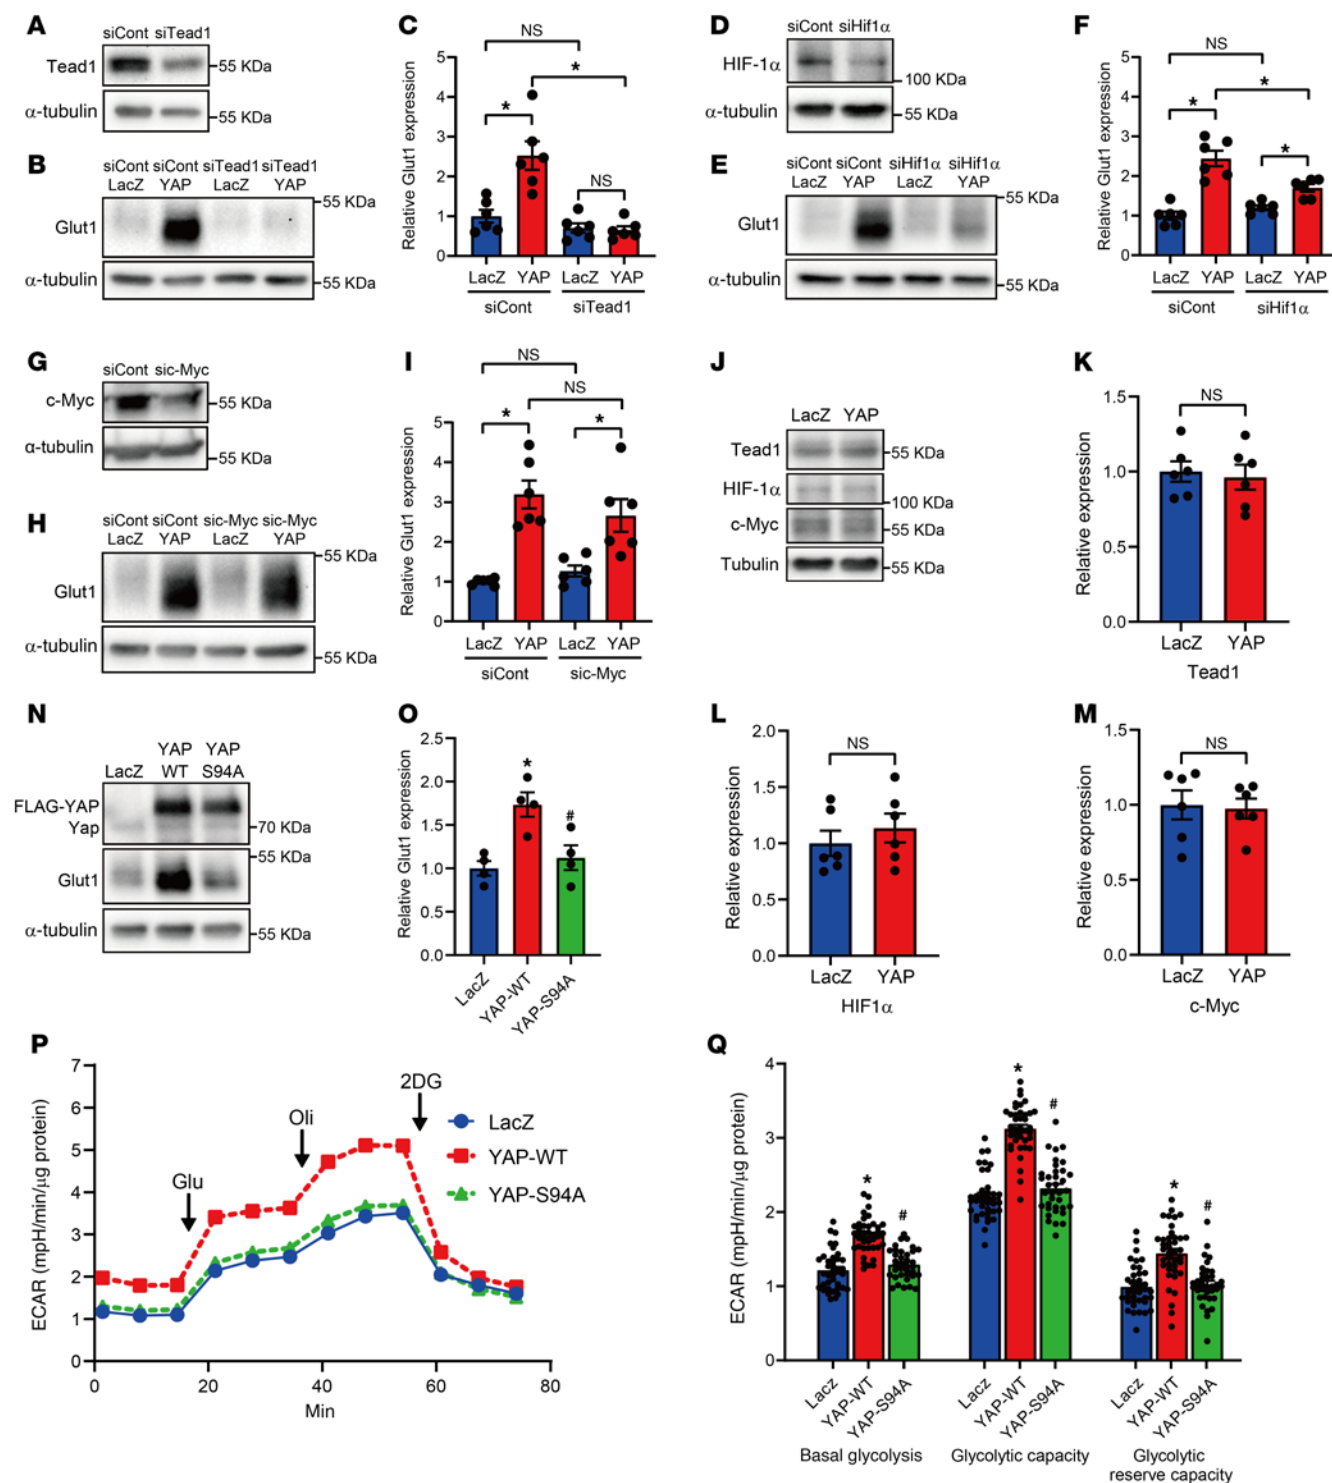 A
siCont siTead1
Tead1
55 KDa
α-tubulin
55 KDa
B
siCont siCont siTead1 siTead1
LacZ YAP LacZ YAP
55 KDa
Glut1
α-tubulin
55 KDa
C
NS
*
*
NS
Relative Glut1 expression
5
4
3
2
1
0
LacZ YAP LacZ YAP
siCont siTead1
D
siCont siHif1α
HIF-1α
100 KDa
α-tubulin
55 KDa
E
siCont siCont siHif1α siHif1α
LacZ YAP LacZ YAP
55 KDa
Glut1
α-tubulin
55 KDa
F
NS
*
*
*
Relative Glut1 expression
5
4
3
2
1
0
LacZ YAP LacZ YAP
siCont siHif1α
G
siCont sic-Myc
c-Myc
55 KDa
α-tubulin
55 KDa
H
siCont siCont sic-Myc sic-Myc
LacZ YAP LacZ YAP
55 KDa
Glut1
α-tubulin
55 KDa
I
NS
NS
*
*
Relative Glut1 expression
5
4
3
2
1
0
LacZ YAP LacZ YAP
siCont sic-Myc
J
LacZ YAP
Tead1
55 KDa
HIF-1α
100 KDa
c-Myc
55 KDa
Tubulin
55 KDa
K
NS
Relative expression
1.5
1.0
0.5
0.0
LacZ YAP
Tead1
N
YAP YAP
LacZ WT S94A
FLAG-YAP
Yap
70 KDa
55 KDa
Glut1
α-tubulin
55 KDa
O
*
#
Relative Glut1 expression
2.5
2.0
1.5
1.0
0.5
0.0
LacZ
YAP-WT
YAP-S94A
L
NS
Relative expression
2.0
1.5
1.0
0.5
0.0
LacZ YAP
HIF1α
M
NS
Relative expression
1.5
1.0
0.5
0.0
LacZ YAP
c-Myc
P
ECAR (mpH/min/µg protein)
7
6
5
4
3
2
1
0 20 40 60 80
Min
Glu
Oli
2DG
LacZ
YAP-WT
YAP-S94A
Q
ECAR (mpH/min/µg protein)
4
3
2
1
0
*
#
*
#
*
#
Lacz
YAP-WT
YAP-S94A
Lacz
YAP-WT
YAP-S94A
Lacz
YAP-WT
YAP-S94A
Basal glycolysis
Glycolytic capacity
Glycolytic
reserve capacity